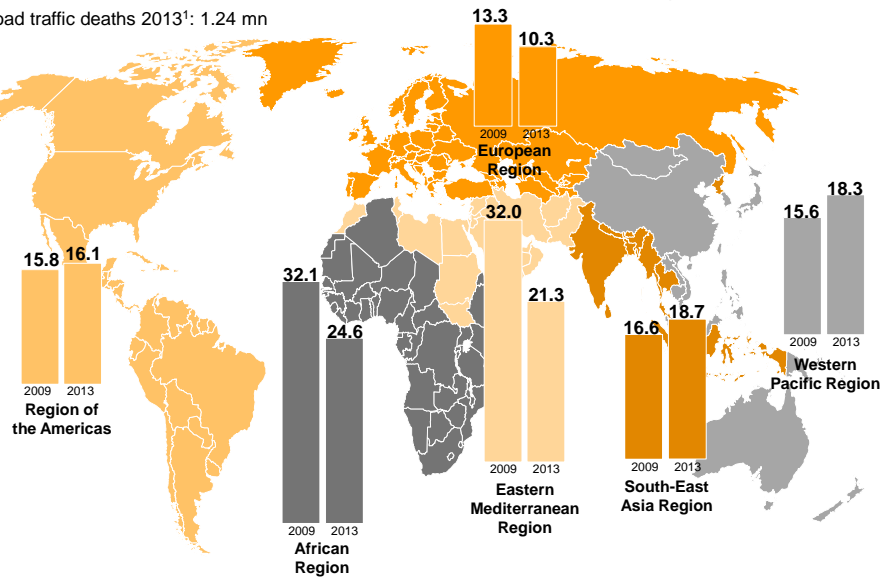 oad traffic deaths 2013¹: 1.24 mn
13.3
10.3
2009 2013
European
Region
15.8 16.1
2009 2013
Region of
the Americas
32.1
24.6
2009 2013
African
Region
32.0
21.3
2009 2013
Eastern
Mediterranean
Region
16.6
18.7
2009 2013
South-East
Asia Region
15.6
18.3
2009 2013
Western
Pacific Region